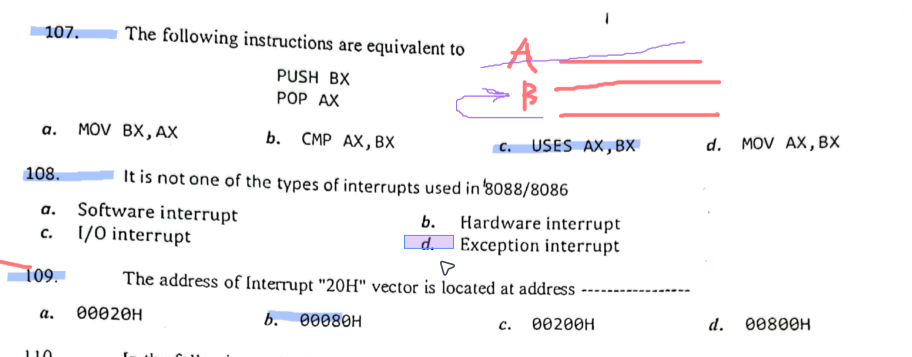 107. The following instructions are equivalent to
A
PUSH BX
POP AX
B
a. MOV BX,AX b. CMP AX,BX c. USES AX,BX d. MOV AX,BX
108. It is not one of the types of interrupts used in 8088/8086
a. Software interrupt b. Hardware interrupt
c. I/O interrupt d. Exception interrupt
109. The address of Interrupt "20H" vector is located at address -----------------
a. 00020H b. 00080H c. 00200H d. 00800H
110